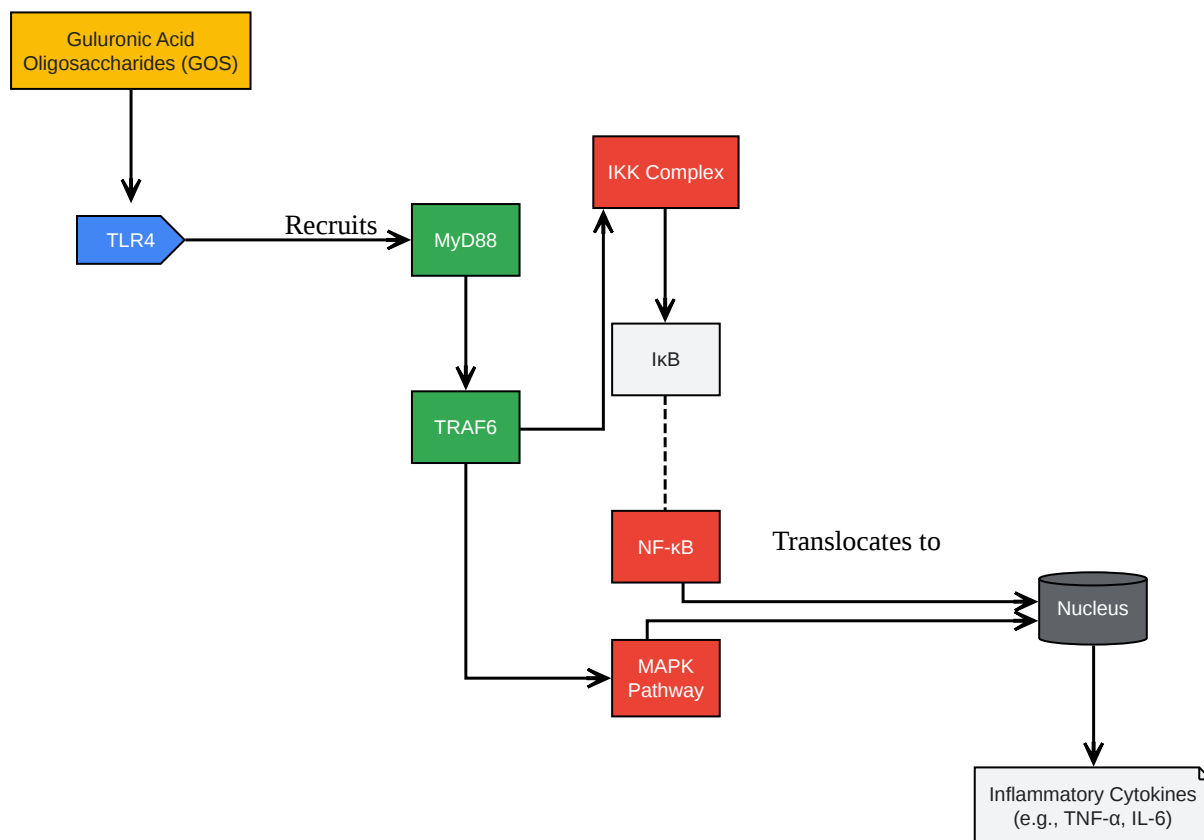 Guluronic Acid
Oligosaccharides (GOS)
IKK Complex
TLR4
Recruits
MyD88
IκB
TRAF6
NF-κB
Translocates to
Nucleus
MAPK
Pathway
Inflammatory Cytokines
(e.g., TNF-α, IL-6)